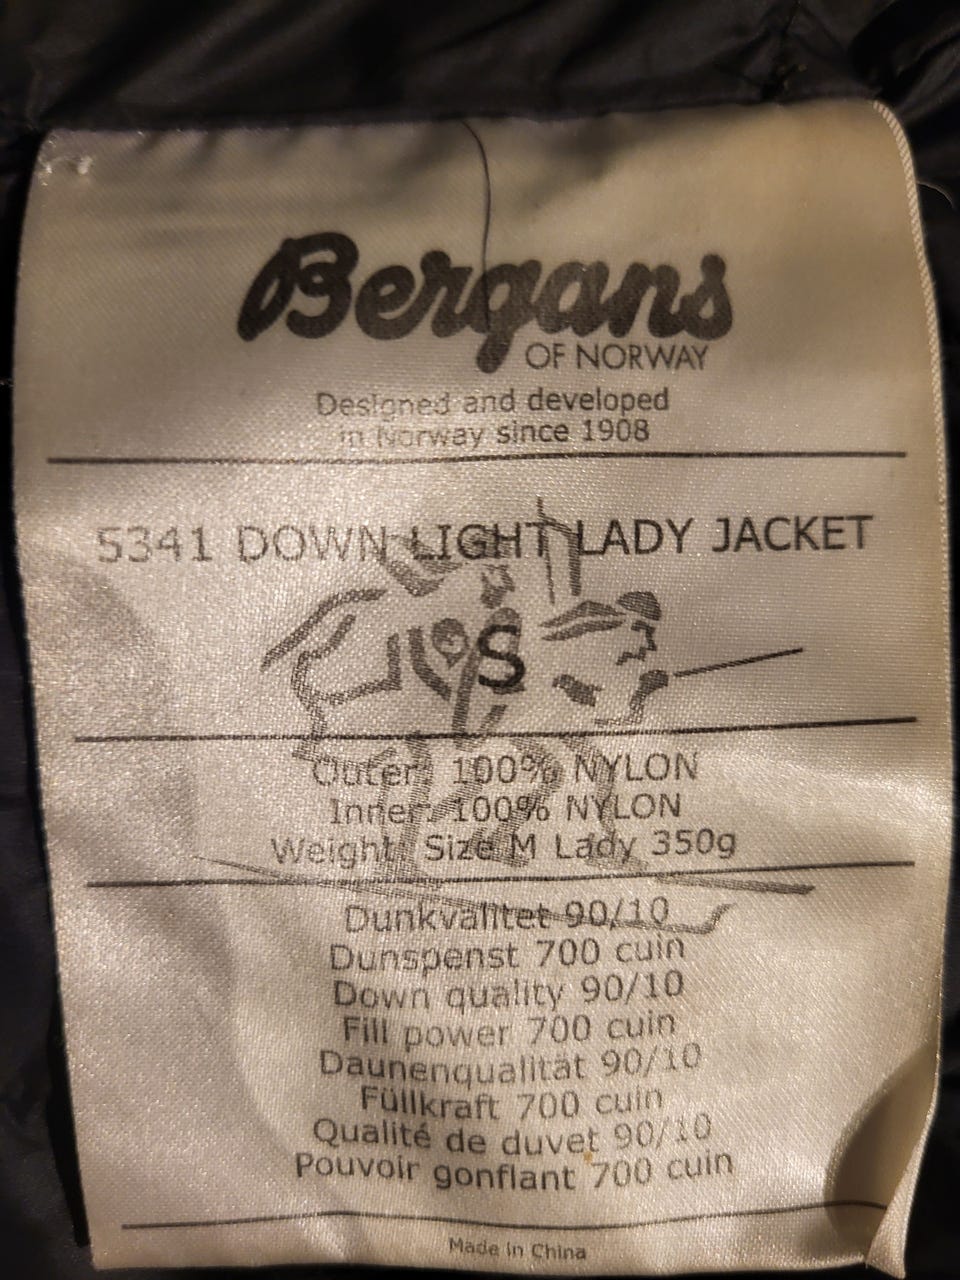 Bergans
OF NORWAY
Designed and developed
in Norway since 1908
5341 DOWN LIGHT LADY JACKET
S
Outer: 100% NYLON
Inner: 100% NYLON
Weight: Size M Lady 350g
Dunkvalitet 90/10
Dunspenst 700 cuin
Down quality 90/10
Fill power 700 cuin
Daunenqualität 90/10
Füllkraft 700 cuin
Qualité de duvet 90/10
Pouvoir gonflant 700 cuin
Made in China